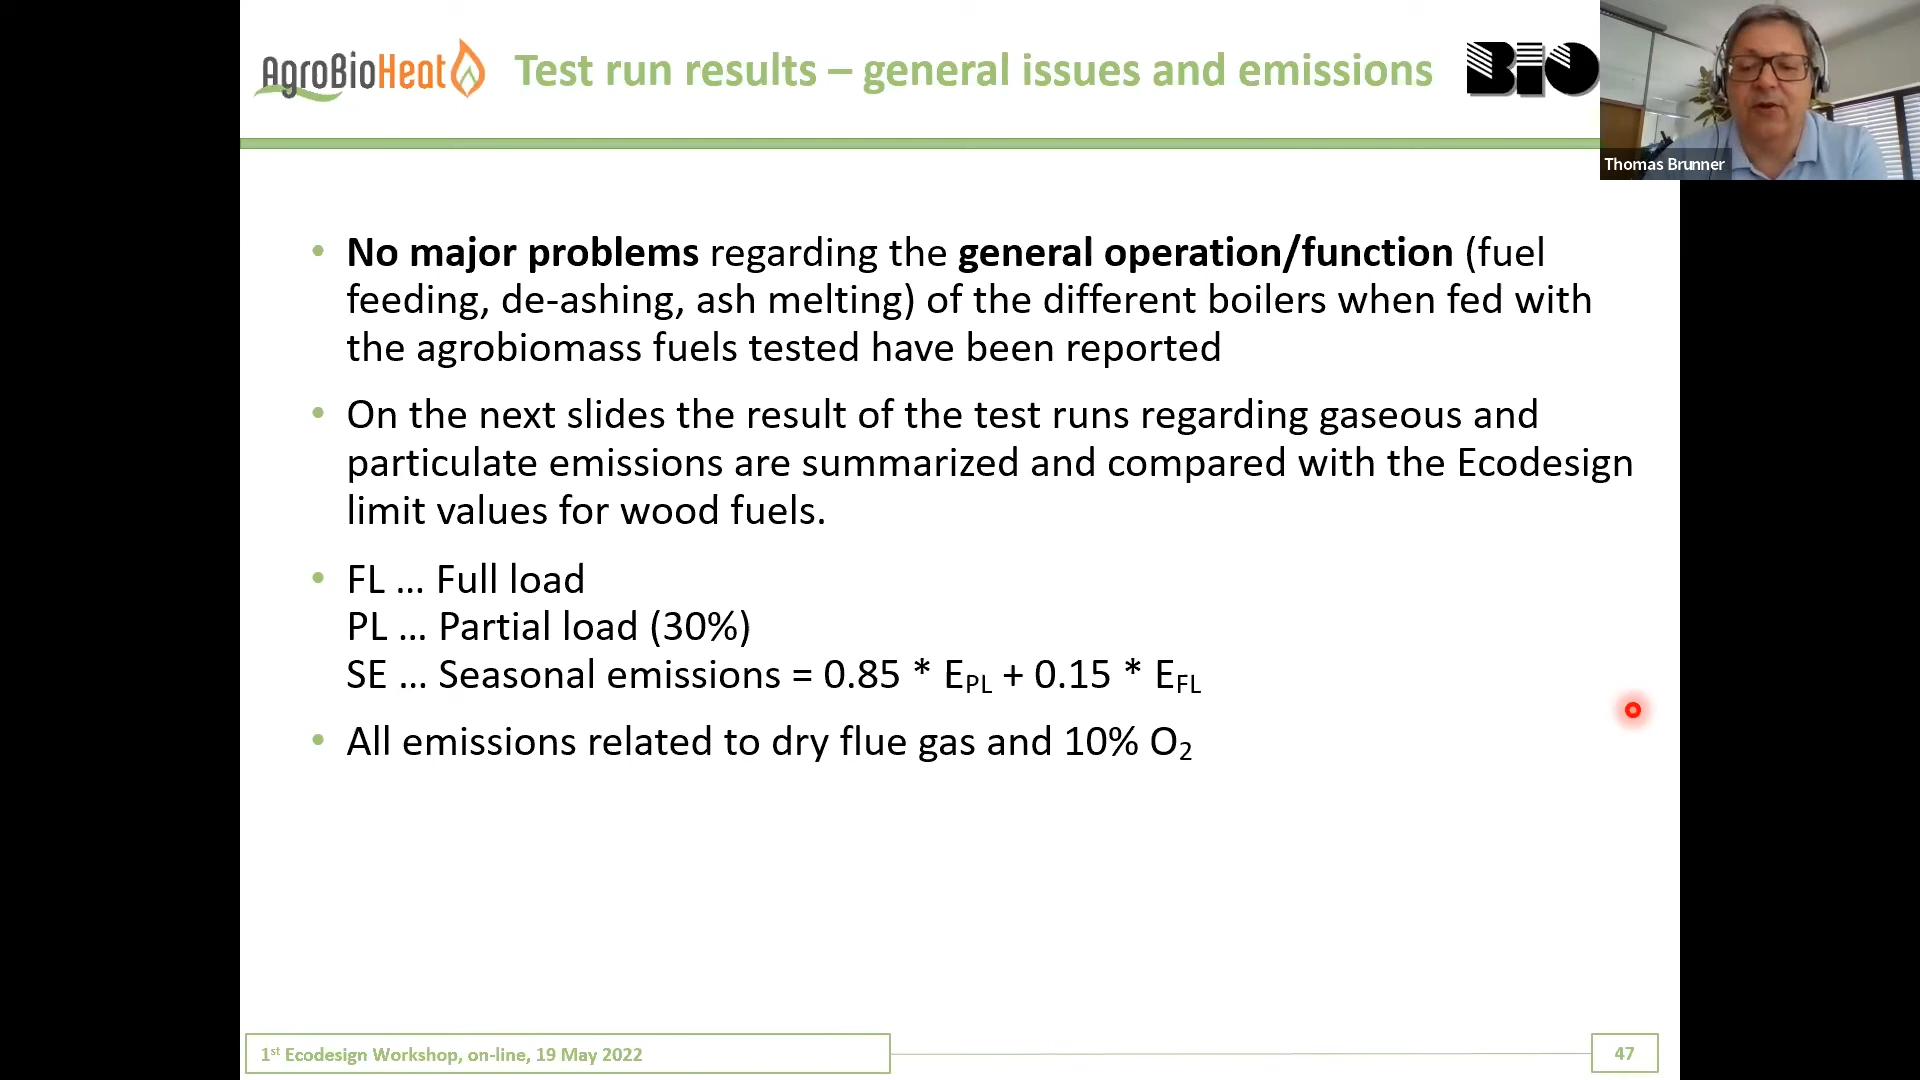 AgroBioHeat
Test run results – general issues and emissions
BIO
Thomas Brunner
• No major problems regarding the general operation/function (fuel
feeding, de-ashing, ash melting) of the different boilers when fed with
the agrobiomass fuels tested have been reported
• On the next slides the result of the test runs regarding gaseous and
particulate emissions are summarized and compared with the Ecodesign
limit values for wood fuels.
• FL … Full load
PL … Partial load (30%)
SE … Seasonal emissions = 0.85 * EPL + 0.15 * EFL
• All emissions related to dry flue gas and 10% O2
1st Ecodesign Workshop, on-line, 19 May 2022
47